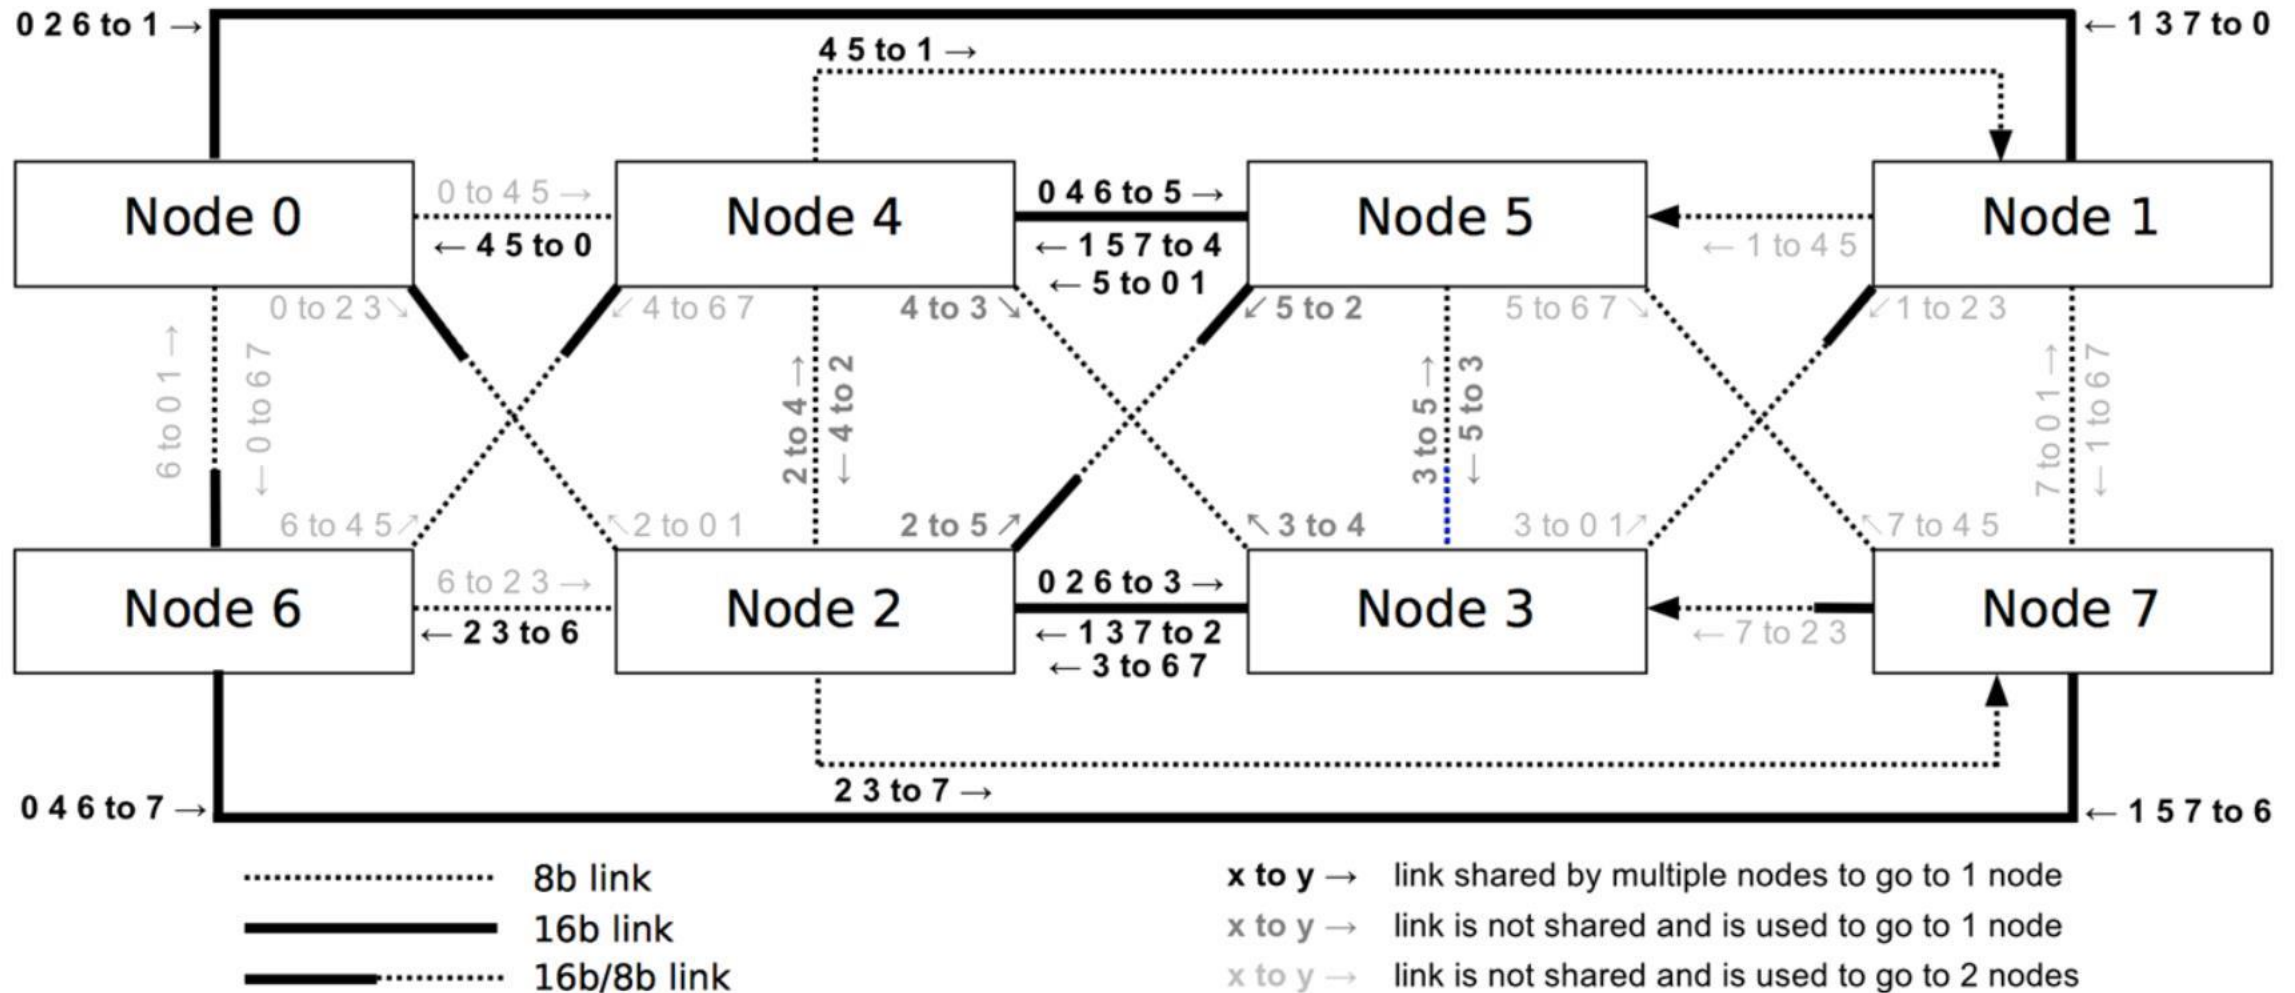 0 2 6 to 1 →
← 1 3 7 to 0
4 5 to 1 →
Node 0
0 to 4 5 →
← 4 5 to 0
Node 4
0 4 6 to 5 →
← 1 5 7 to 4
← 5 to 0 1
Node 5
← 1 to 4 5
Node 1
0 to 2 3 ↘
↙ 4 to 6 7
4 to 3 ↘
↙ 5 to 2
5 to 6 7 ↘
↙ 1 to 2 3
6 to 0 1 →
← 0 to 6 7
2 to 4 →
← 4 to 2
3 to 5 →
← 5 to 3
7 to 0 1 →
← 1 to 6 7
6 to 4 5 ↗
↖ 2 to 0 1
2 to 5 ↗
↖ 3 to 4
3 to 0 1 ↗
↖ 7 to 4 5
Node 6
6 to 2 3 →
← 2 3 to 6
Node 2
0 2 6 to 3 →
← 1 3 7 to 2
← 3 to 6 7
Node 3
← 7 to 2 3
Node 7
2 3 to 7 →
0 4 6 to 7 →
← 1 5 7 to 6
8b link
16b link
16b/8b link
x to y → link shared by multiple nodes to go to 1 node
x to y → link is not shared and is used to go to 1 node
x to y → link is not shared and is used to go to 2 nodes